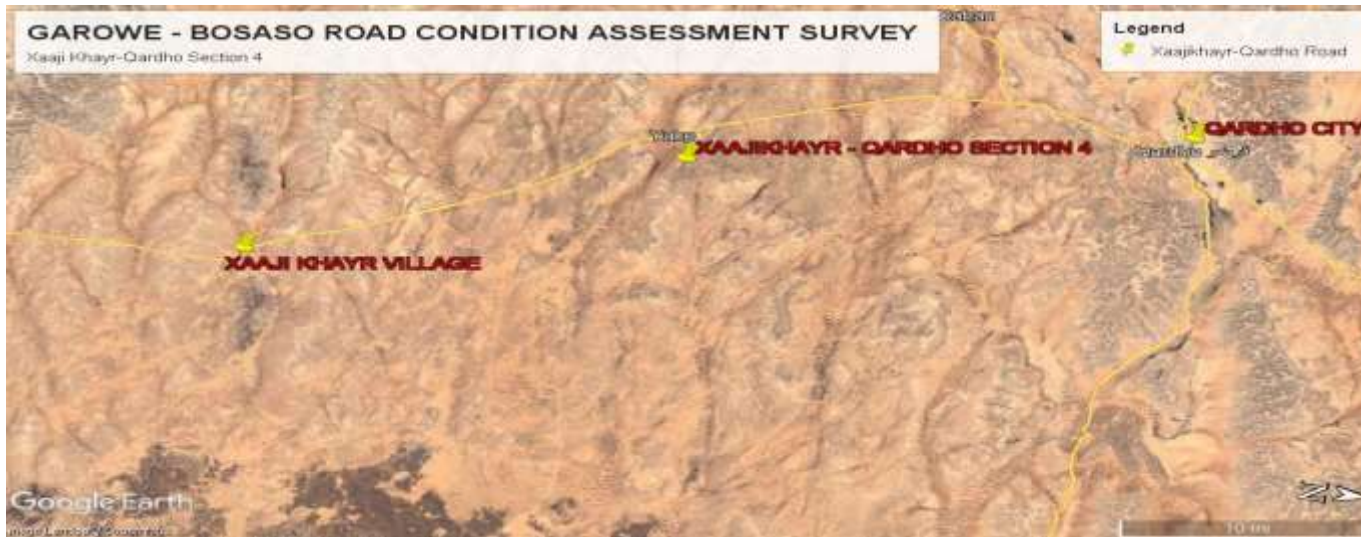 GAROWE - BOSASO ROAD CONDITION ASSESSMENT SURVEY
Xaaji Khayr-Qardho Section 4
Legend
Xaajikhayr-Qardho Road
QARDHO CITY
XAAJIKHAYR - QARDHO SECTION 4
XAAJI KHAYR VILLAGE
Google Earth
N
10 mi